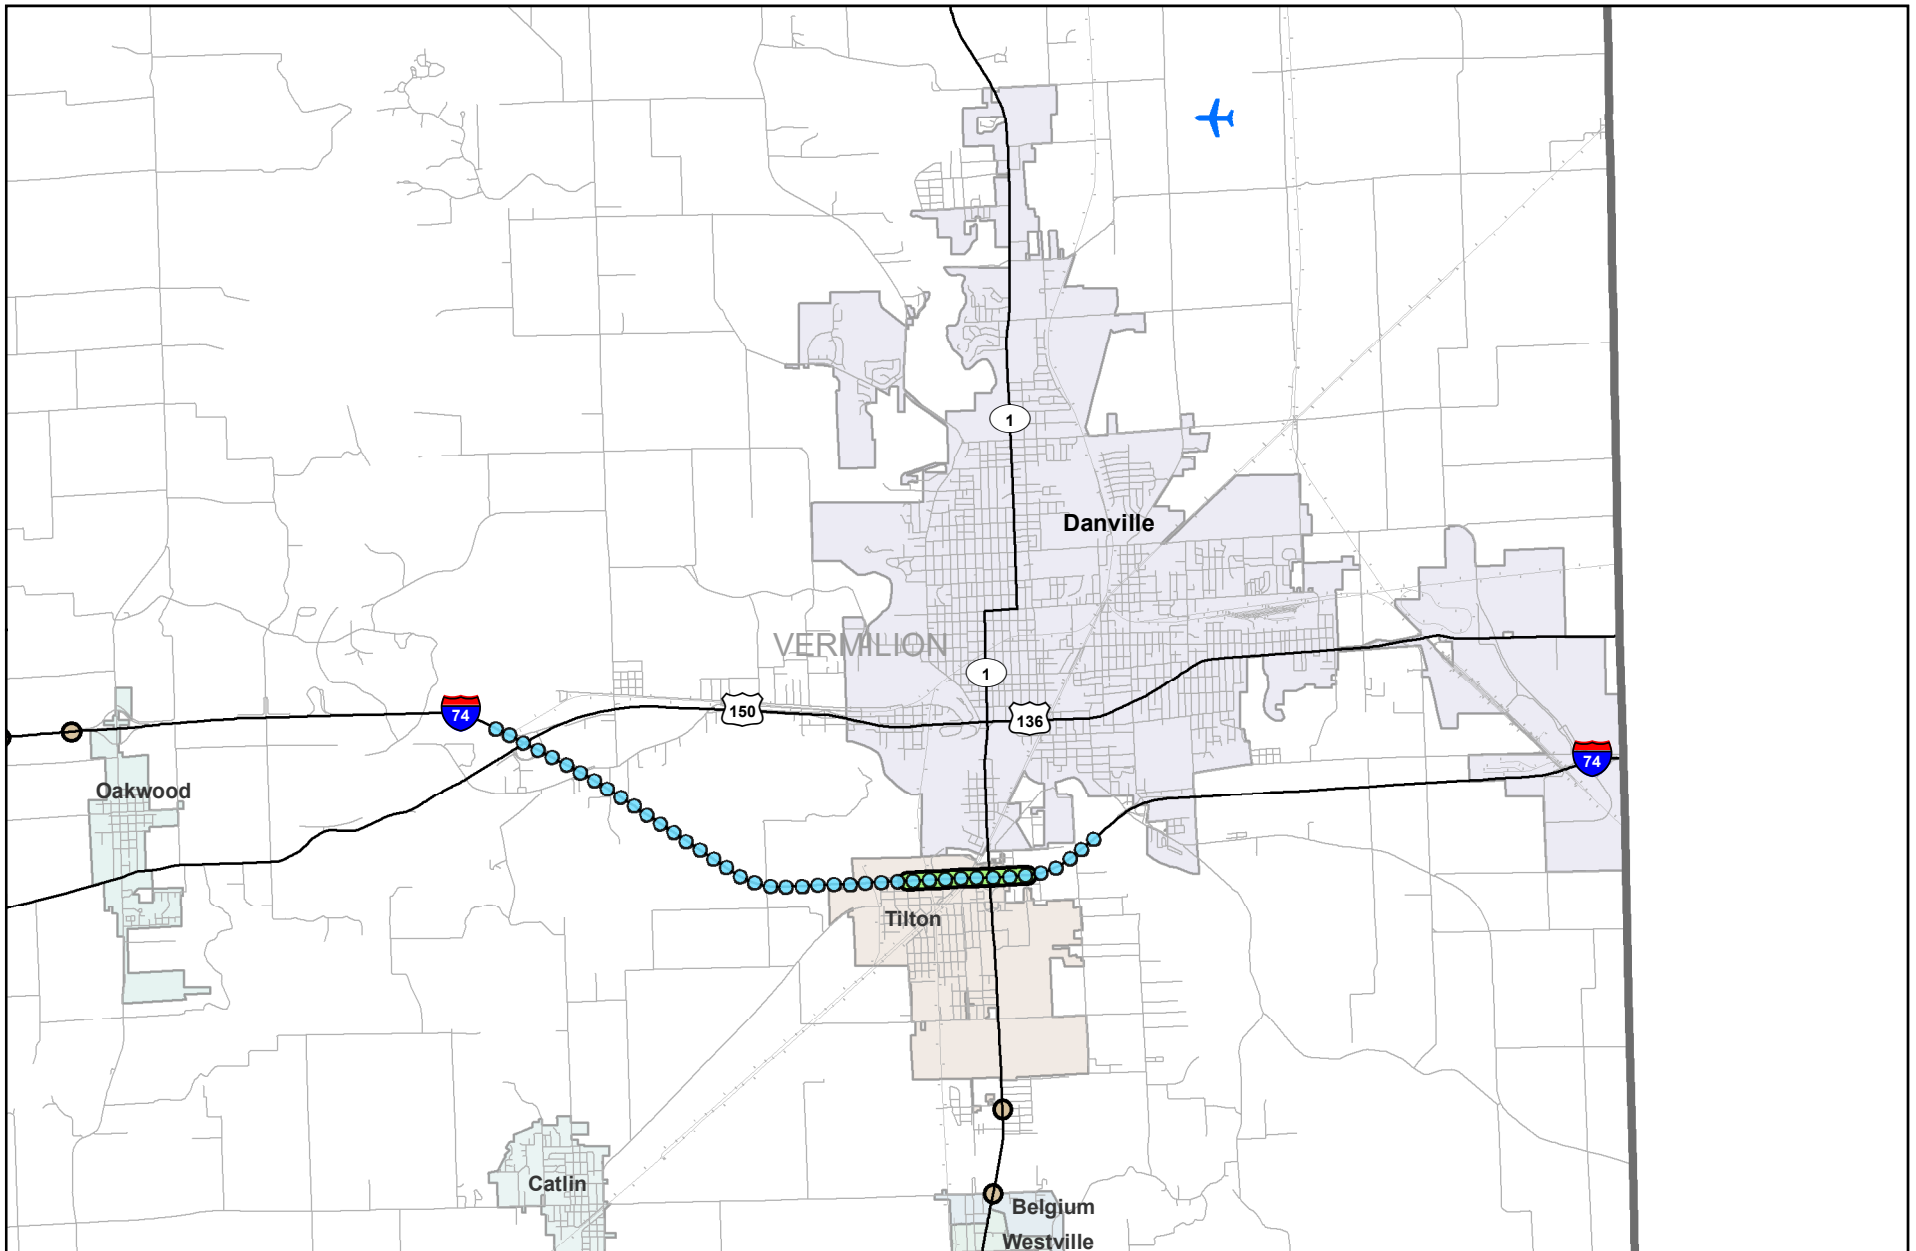 1
Danville
VERMILION
1
74
150
136
74
Oakwood
Tilton
Catlin
Belgium
Westville